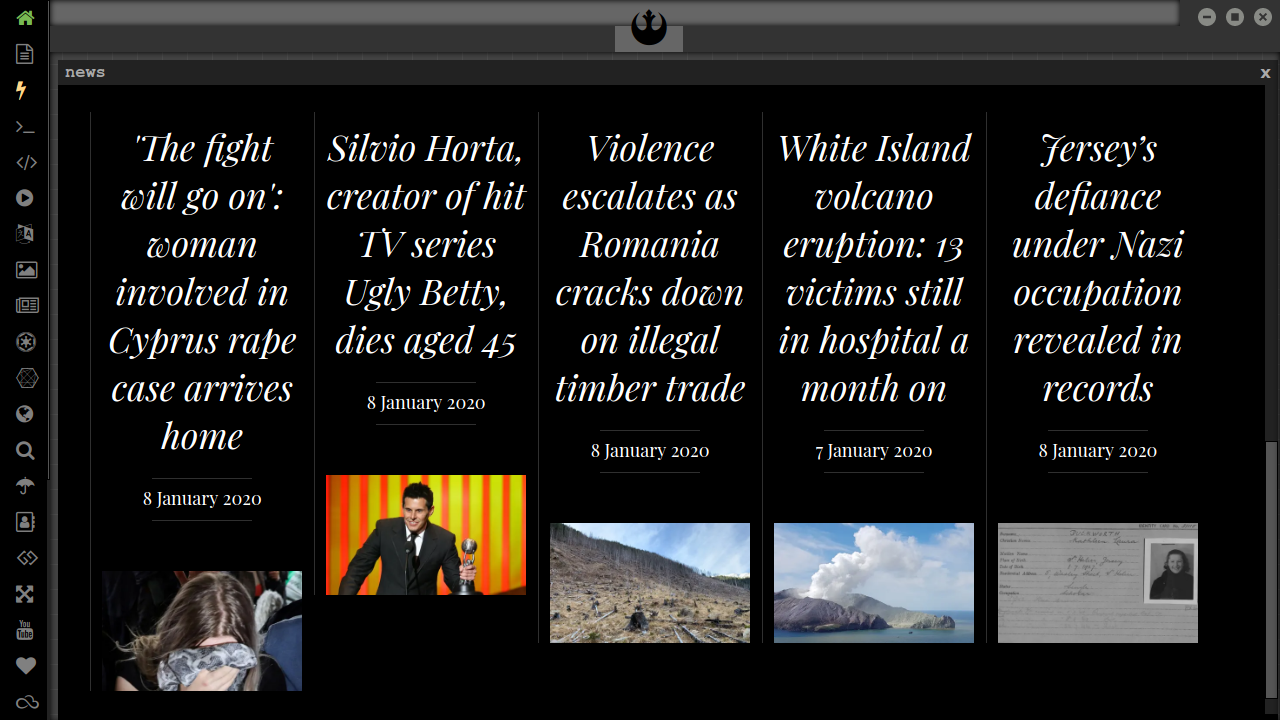 news
x
'The fight
will go on':
woman
involved in
Cyprus rape
case arrives
home
8 January 2020
Silvio Horta,
creator of hit
TV series
Ugly Betty,
dies aged 45
8 January 2020
Violence
escalates as
Romania
cracks down
on illegal
timber trade
8 January 2020
White Island
volcano
eruption: 13
victims still
in hospital a
month on
7 January 2020
Jersey’s
defiance
under Nazi
occupation
revealed in
records
8 January 2020
You
Tube